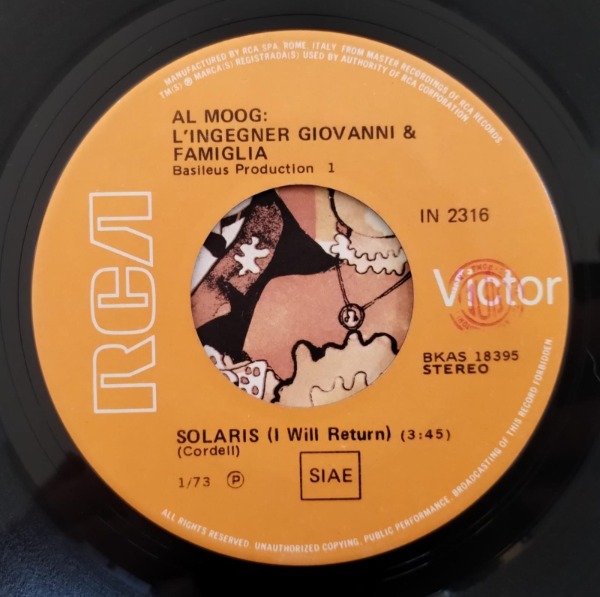 MANUFACTURED BY RCA SPA. ROME. ITALY FROM MASTER RECORDINGS OF RCA RECORDS.
TM(S) ® MARCA(S) REGISTRADA(S) USED BY AUTHORITY OF RCA CORPORATION.
AL MOOG:
L'INGEGNER GIOVANNI &
FAMIGLIA
Basileus Production 1
IN 2316
RCA
Victor
BKAS 18395
STEREO
SOLARIS (I Will Return) (3:45)
(Cordell)
1/73 ℗
SIAE
ALL RIGHTS RESERVED. UNAUTHORIZED COPYING, PUBLIC PERFORMANCE, BROADCASTING OF THIS RECORD FORBIDDEN